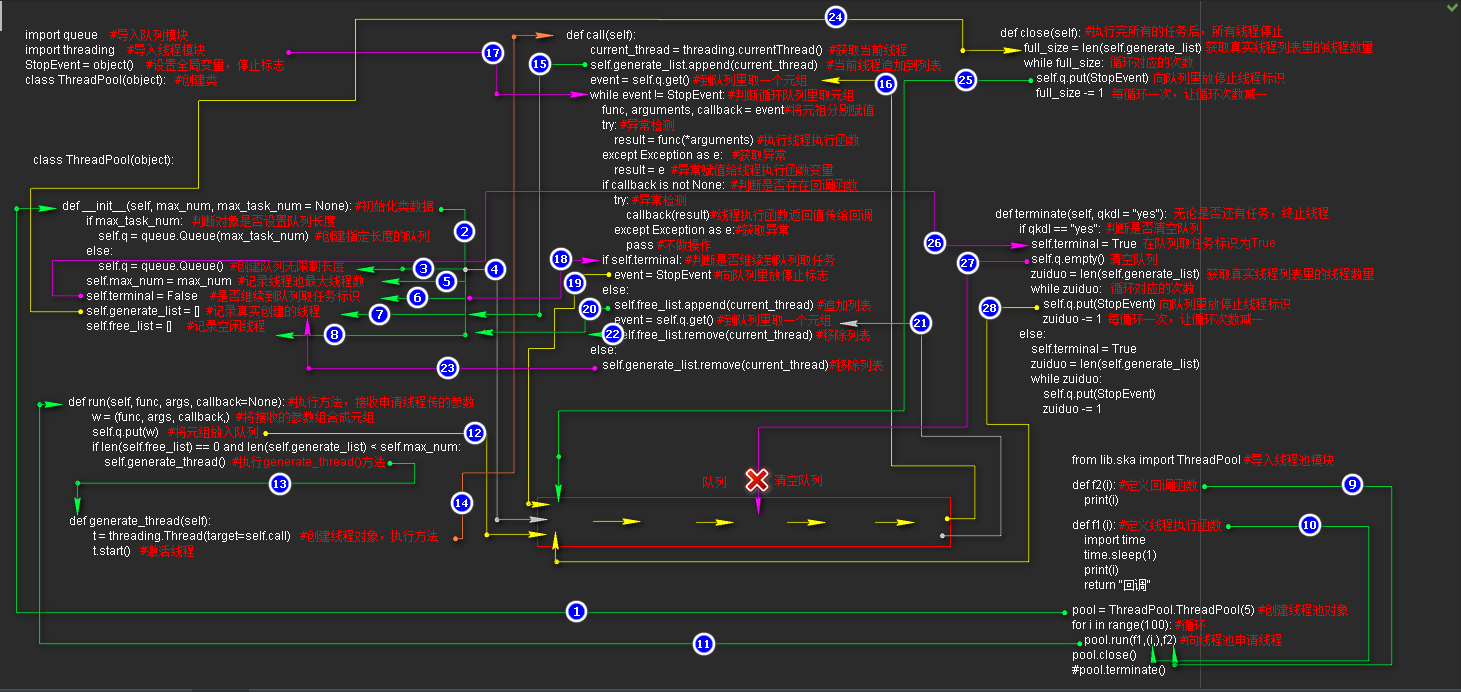 import queue    #导入队列模块
import threading    #导入线程模块
StopEvent = object()    #设置全局变量，停止标志
class ThreadPool(object):    #创建类
class ThreadPool(object):
def __init__(self, max_num, max_task_num = None): #初始化类数据
if max_task_num:  判断对象是否设置队列长度
self.q = queue.Queue(max_task_num)  #创建指定长度的队列
else:
self.q = queue.Queue()  #创建队列无限制长度
self.max_num = max_num  #记录线程池最大线程数
self.terminal = False    #是否继续到队列取任务标识
self.generate_list = []  #记录真实创建的线程
self.free_list = []    #记录空闲线程
def run(self, func, args, callback=None): #执行方法，接收申请线程传的参数
w = (func, args, callback,)  #将接收的参数组合成元组
self.q.put(w)   #将元组放入队列
if len(self.free_list) == 0 and len(self.generate_list) < self.max_num:
self.generate_thread()  #执行generate_thread()方法
def generate_thread(self):
t = threading.Thread(target=self.call)   #创建线程对象，执行方法
t.start()   #激活线程
def call(self):
current_thread = threading.currentThread()  #获取当前线程
self.generate_list.append(current_thread)   #当前线程追加到列表
event = self.q.get() #到队列里取一个元组
while event != StopEvent: #判断循环队列里取元组
func, arguments, callback = event#将元祖分别赋值
try: #异常检测
result = func(*arguments) #执行线程执行函数
except Exception as e:   #获取异常
result = e  #异常赋值给线程执行函数变量
if callback is not None:  #判断是否存在回调函数
try: #异常检测
callback(result)#线程执行函数返回值传给回调
except Exception as e:#获取异常
pass #不做操作
if self.terminal: #判断是否继续到队列取任务
event = StopEvent #向队列里放停止标志
else:
self.free_list.append(current_thread) #追加列表
event = self.q.get()  #到队列里取一个元组
self.free_list.remove(current_thread) #移除列表
else:
self.generate_list.remove(current_thread)#移除列表
队列
清空队列
def close(self): #执行完所有的任务后，所有线程停止
full_size = len(self.generate_list) 获取真实线程列表里的线程数量
while full_size:  循环对应的次数
self.q.put(StopEvent) 向队列里放停止线程标识
full_size -= 1  每循环一次，让循环次数减一
def terminate(self, qkdl = "yes"):  无论是否还有任务，终止线程
if qkdl == "yes":  判断是否清空队列
self.terminal = True  在队列取任务标识为True
self.q.empty()  清空队列
zuiduo = len(self.generate_list)  获取真实线程列表里的线程数量
while zuiduo:  循环对应的次数
self.q.put(StopEvent) 向队列里放停止线程标识
zuiduo -= 1 每循环一次，让循环次数减一
else:
self.terminal = True
zuiduo = len(self.generate_list)
while zuiduo:
self.q.put(StopEvent)
zuiduo -= 1
from lib.ska import ThreadPool #导入线程池模块
def f2(i): #定义回调函数
print(i)
def f1(i): #定义线程执行函数
import time
time.sleep(1)
print(i)
return "回调"
pool = ThreadPool.ThreadPool(5) #创建线程池对象
for i in range(100): #循环
pool.run(f1,(i,),f2) #向线程池申请线程
pool.close()
#pool.terminate()
1
2
3
4
5
6
7
8
9
10
11
12
13
14
15
16
17
18
19
20
21
22
23
24
25
26
27
28